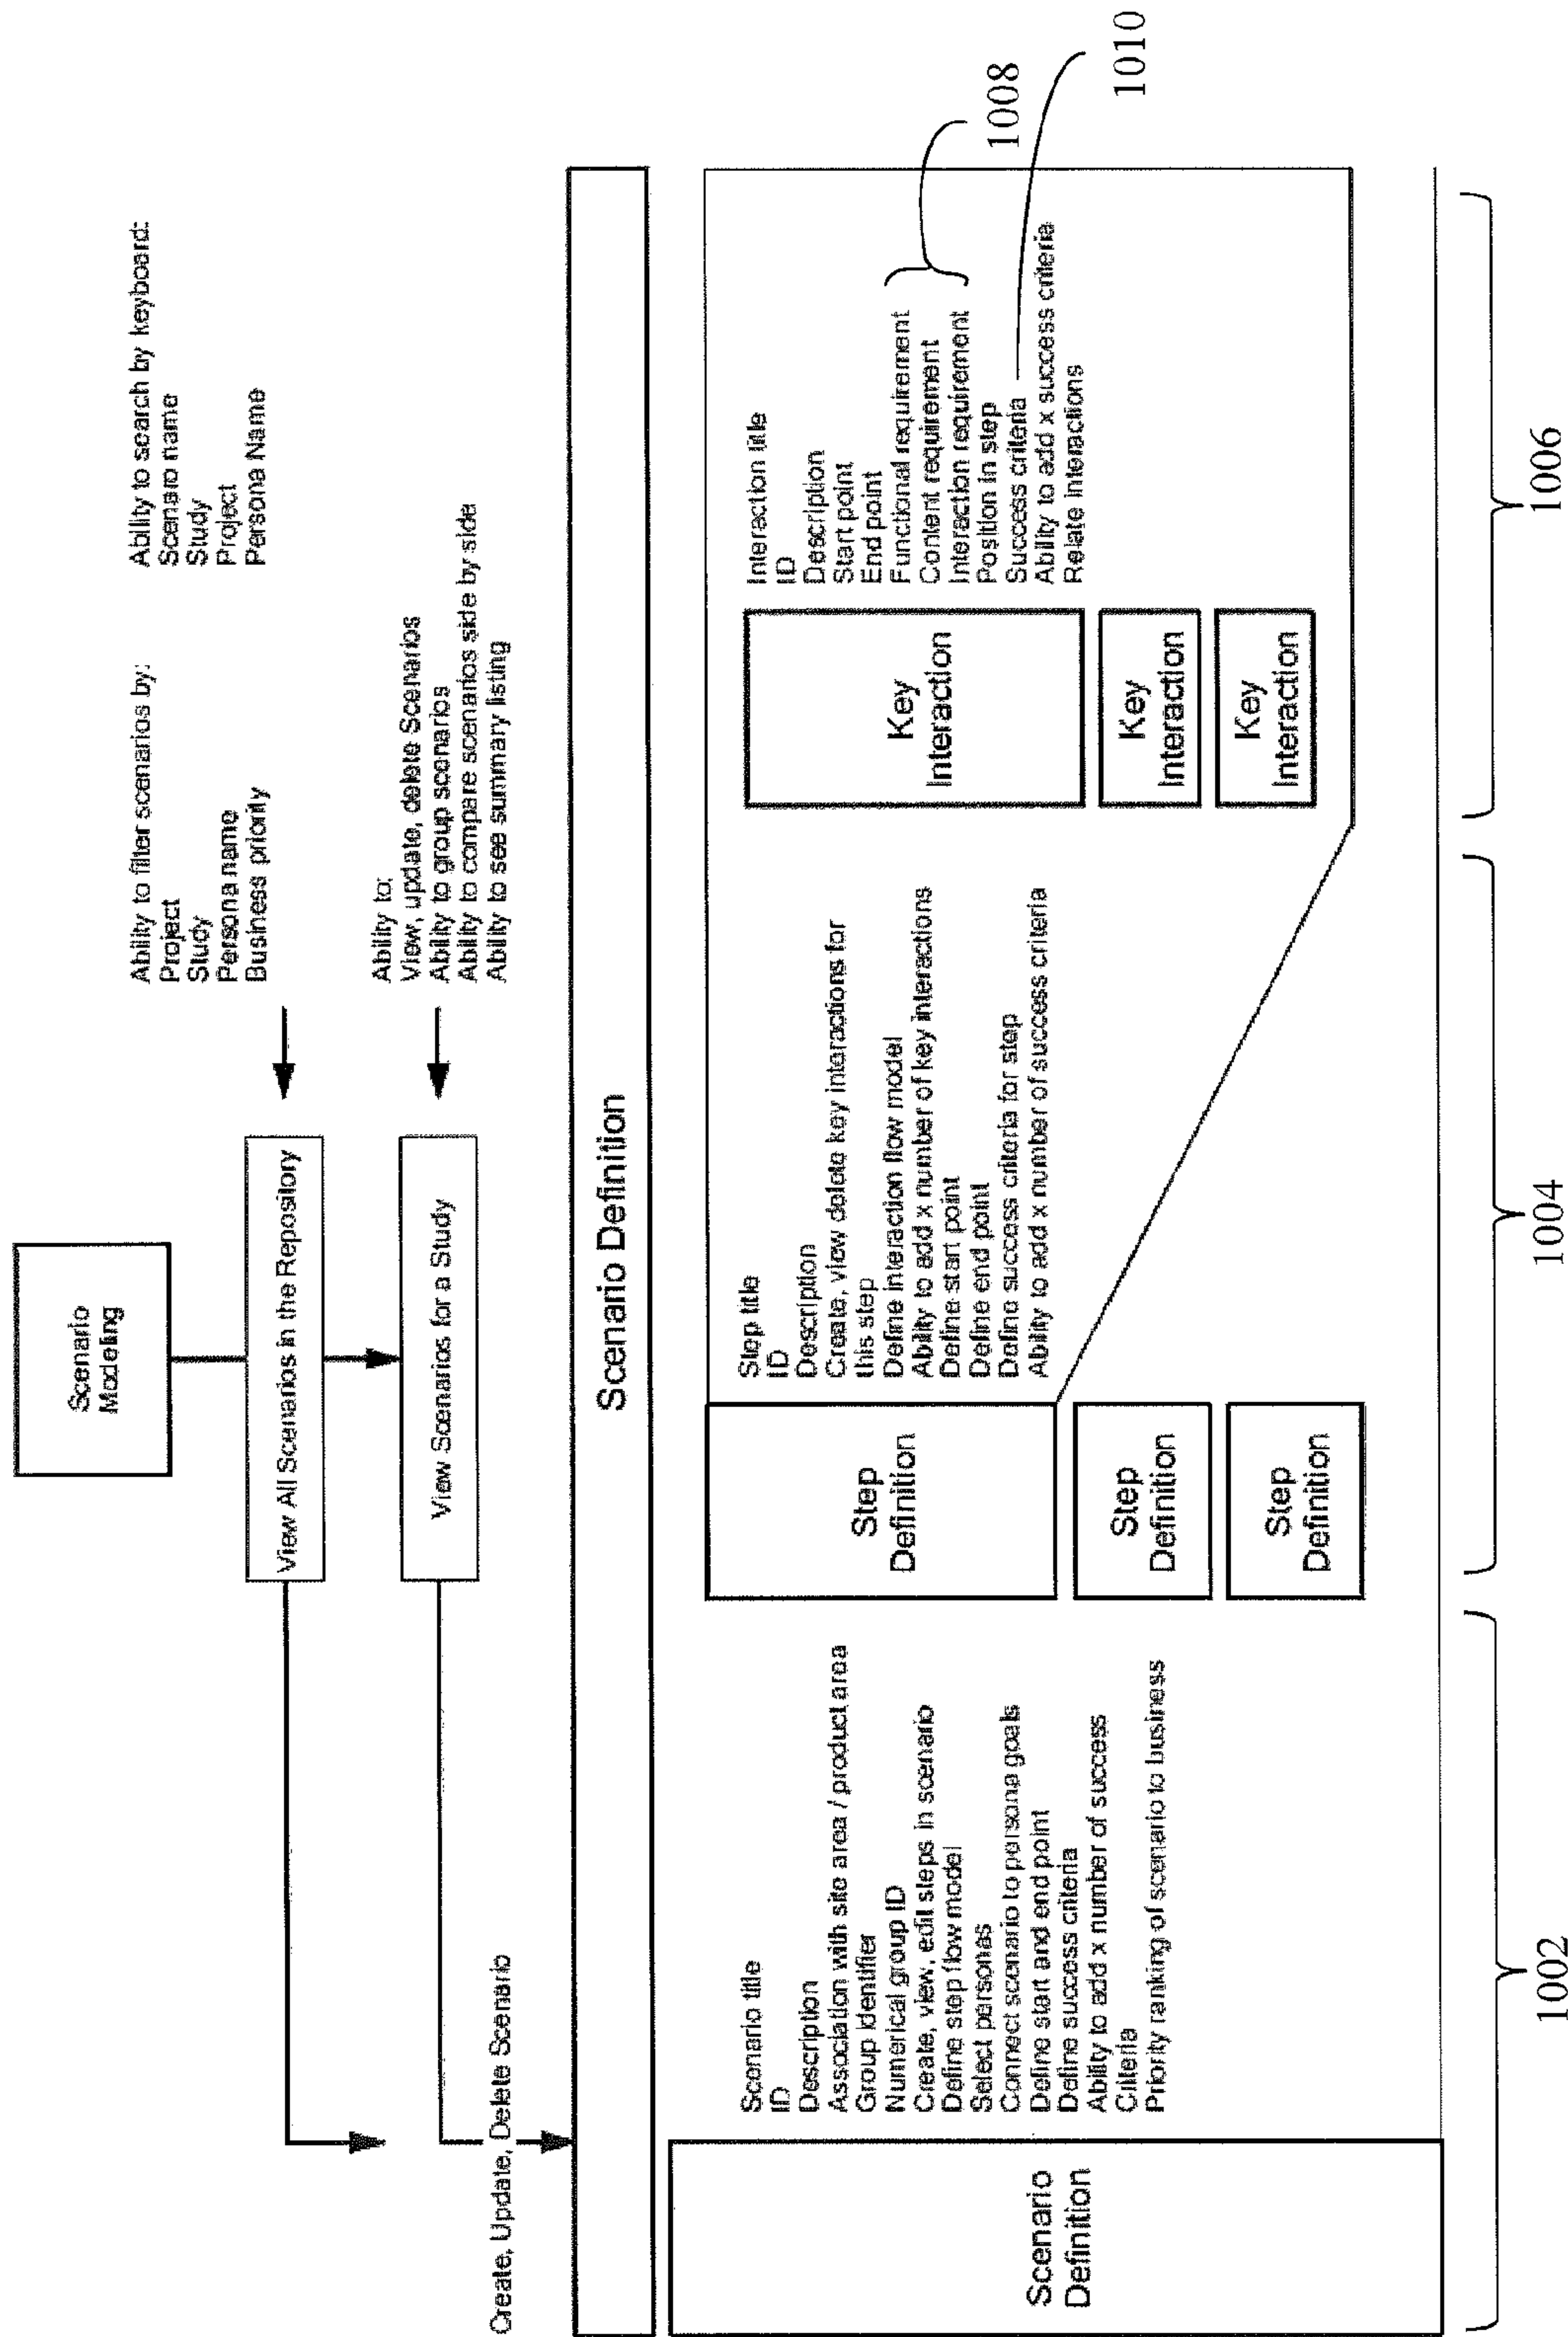 Scenario
Modeling
View All Scenarios in the Repository
View Scenarios for a Study
Ability to filter scenarios by:
Project
Study
Persona name
Business priority
Ability to search by keyboard:
Scenario name
Study
Project
Persona Name
Ability to:
View, update, delete Scenarios
Ability to group scenarios
Ability to compare scenarios side by side
Ability to see summary listing
Create, Update, Delete Scenario
Scenario Definition
Scenario
Definition
Scenario title
ID
Description
Association with site area / product area
Group identifier
Numerical group ID
Create, view, edit steps in scenario
Define step flow model
Select personas
Connect scenario to persona goals
Define start and end point
Define success criteria
Ability to add x number of success
Criteria
Priority ranking of scenario to business
Step
Definition
Step
Definition
Step
Definition
Step title
ID
Description
Create, view delete key interactions for
this step
Define interaction flow model
Ability to add x number of key interactions
Define start point
Define end point
Define success criteria for step
Ability to add x number of success criteria
Key
Interaction
Key
Interaction
Key
Interaction
Interaction title
ID
Description
Start point
End point
Functional requirement
Content requirement
Interaction requirement
Position in step
Success criteria
Ability to add x success criteria
Relate interactions
1008
1010
1002
1004
1006